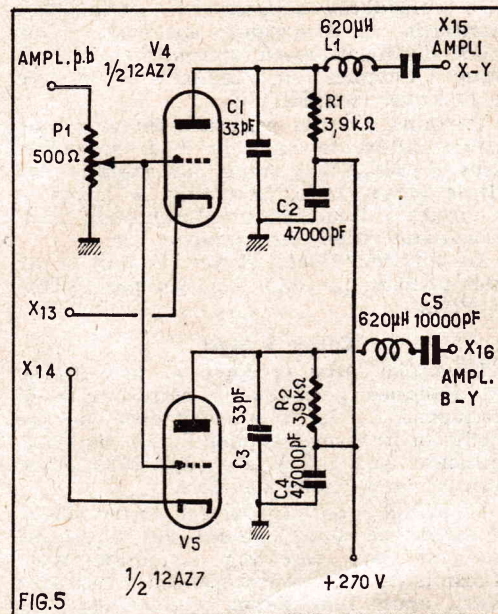 620µH
X15
V4
L1
AMPLI
AMPL. p.b
½ 12AZ7
X-Y
C1
33pF
R1
3,9kΩ
P1
500Ω
C2
47000pF
X13
C5
620µH
10000pF
X16
X14
AMPL.
B-Y
33pF
C3
R2
3,9kΩ
C4
47000pF
V5
½ 12AZ7
+270 V
FIG.5